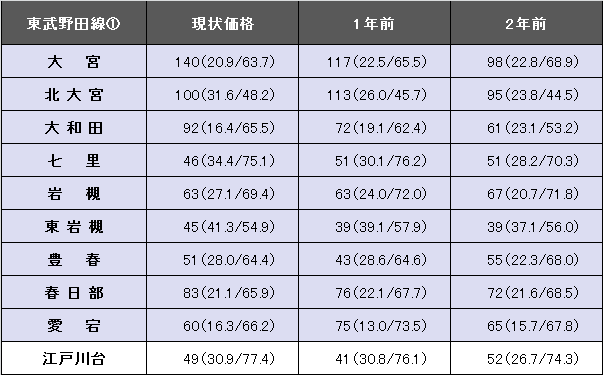 東武野田線① 現状価格 1年前 2年前
大宮 140(20.9/63.7) 117(22.5/65.5) 98(22.8/68.9)
北大宮 100(31.6/48.2) 113(26.0/45.7) 95(23.8/44.5)
大和田 92(16.4/65.5) 72(19.1/62.4) 61(23.1/53.2)
七里 46(34.4/75.1) 51(30.1/76.2) 51(28.2/70.3)
岩槻 63(27.1/69.4) 63(24.0/72.0) 67(20.7/71.8)
東岩槻 45(41.3/54.9) 39(39.1/57.9) 39(37.1/56.0)
豊春 51(28.0/64.4) 43(28.6/64.6) 55(22.3/68.0)
春日部 83(21.1/65.9) 76(22.1/67.7) 72(21.6/68.5)
愛宕 60(16.3/66.2) 75(13.0/73.5) 65(15.7/67.8)
江戸川台 49(30.9/77.4) 41(30.8/76.1) 52(26.7/74.3)